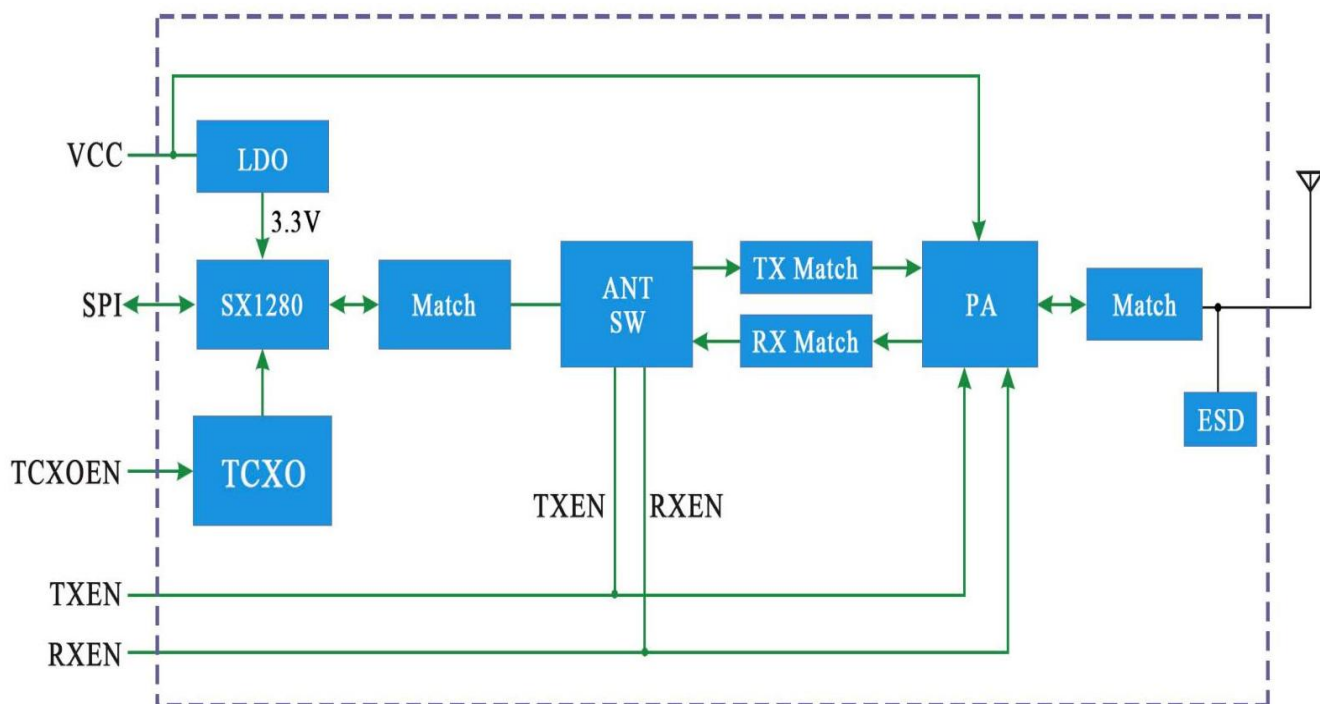 VCC
LDO
3.3V
SPI
SX1280
Match
ANT
SW
TX Match
RX Match
PA
Match
ESD
TCXOEN
TCXO
TXEN
RXEN
TXEN
RXEN